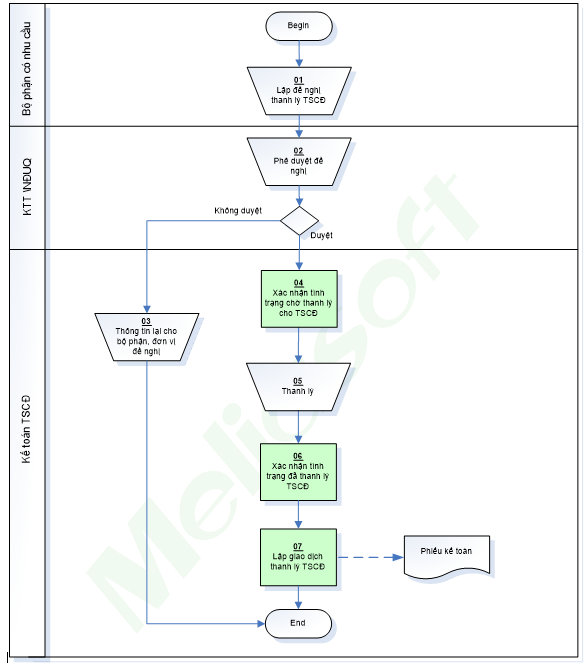 Bộ phận có nhu cầu
Begin
01
Lập đề nghị
thanh lý TSCĐ
KTT \NĐUQ
02
Phê duyệt đề
nghị
Không duyệt
Duyệt
Kế toán TSCĐ
04
Xác nhận tình
trạng chờ thanh lý
cho TSCĐ
03
Thông tin lại cho
bộ phận, đơn vị
đề nghị
05
Thanh lý
06
Xác nhận tình
trạng đã thanh lý
TSCĐ
07
Lập giao dịch
thanh lý TSCĐ
Phiếu kế toán
End
Meliasoft